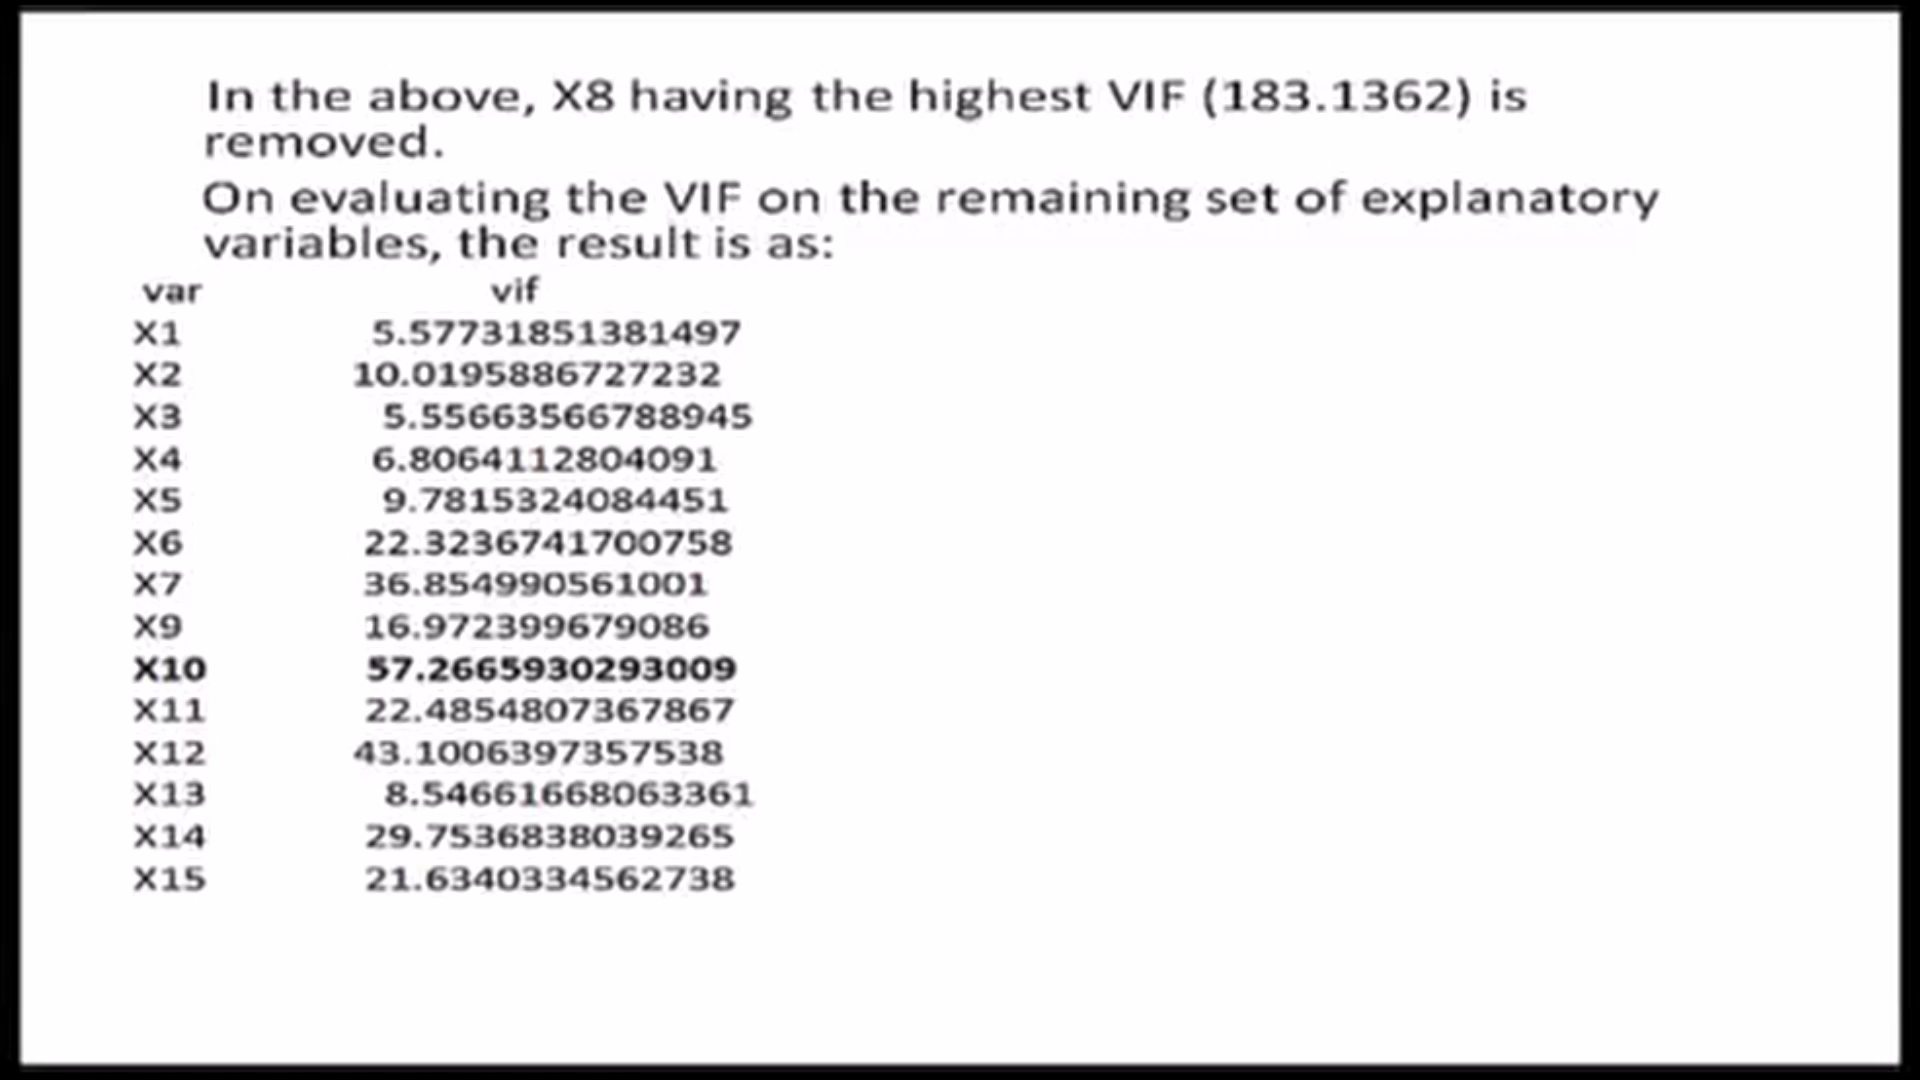 In the above, X8 having the highest VIF (183.1362) is
removed.
On evaluating the VIF on the remaining set of explanatory
variables, the result is as:
var vif
X1 5.57731851381497
X2 10.0195886727232
X3 5.55663566788945
X4 6.8064112804091
X5 9.7815324084451
X6 22.3236741700758
X7 36.854990561001
X9 16.972399679086
X10 57.2665930293009
X11 22.4854807367867
X12 43.1006397357538
X13 8.54661668063361
X14 29.7536838039265
X15 21.6340334562738